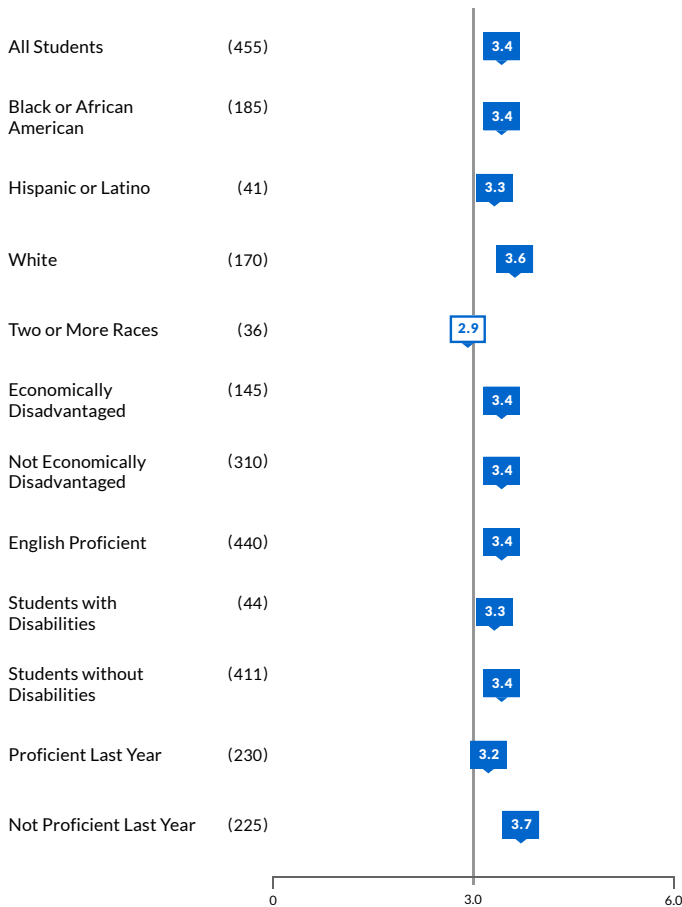 All Students (455) 3.4
Black or African
American (185) 3.4
Hispanic or Latino (41) 3.3
White (170) 3.6
Two or More Races (36) 2.9
Economically
Disadvantaged (145) 3.4
Not Economically
Disadvantaged (310) 3.4
English Proficient (440) 3.4
Students with
Disabilities (44) 3.3
Students without
Disabilities (411) 3.4
Proficient Last Year (230) 3.2
Not Proficient Last Year (225) 3.7
0 3.0 6.0